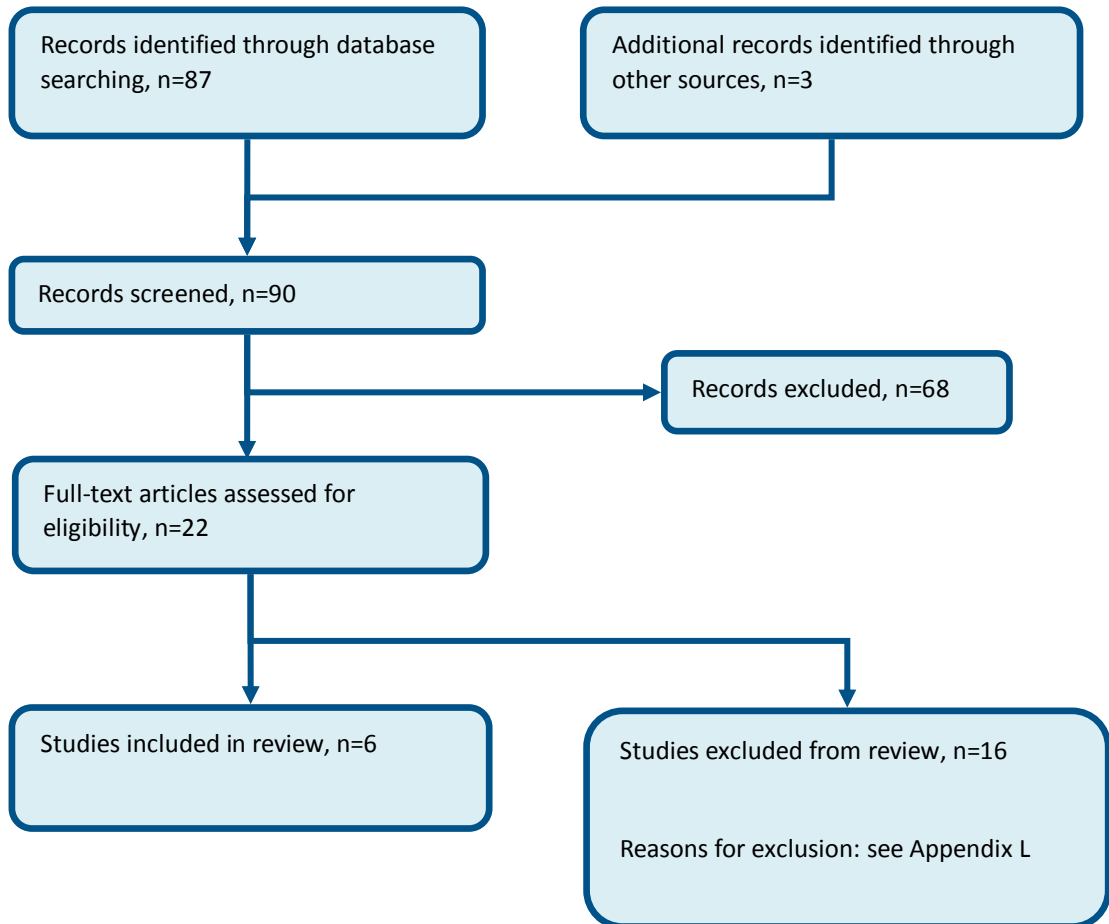 Records identified through database
searching, n=87
Additional records identified through
other sources, n=3
Records screened, n=90
Records excluded, n=68
Full-text articles assessed for
eligibility, n=22
Studies included in review, n=6
Studies excluded from review, n=16
Reasons for exclusion: see Appendix L